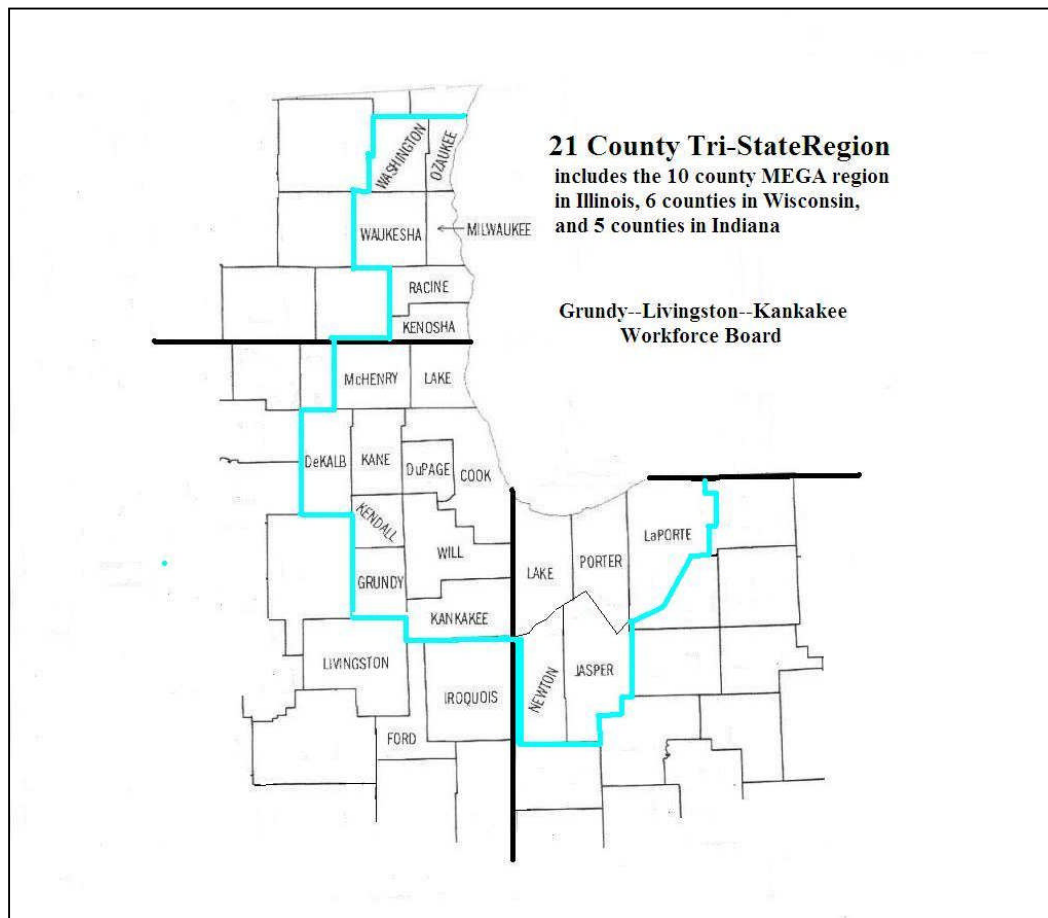 WASHINGTON
OZAUKEE
21 County Tri-StateRegion
includes the 10 county MEGA region
in Illinois, 6 counties in Wisconsin,
and 5 counties in Indiana
WAUKESHA
MILWAUKEE
RACINE
KENOSHA
Grundy--Livingston--Kankakee
Workforce Board
McHENRY
LAKE
DeKALB
KANE
DuPAGE
COOK
KENDALL
WILL
GRUNDY
KANKAKEE
LAKE
PORTER
LaPORTE
LIVINGSTON
IROQUOIS
NEWTON
JASPER
FORD